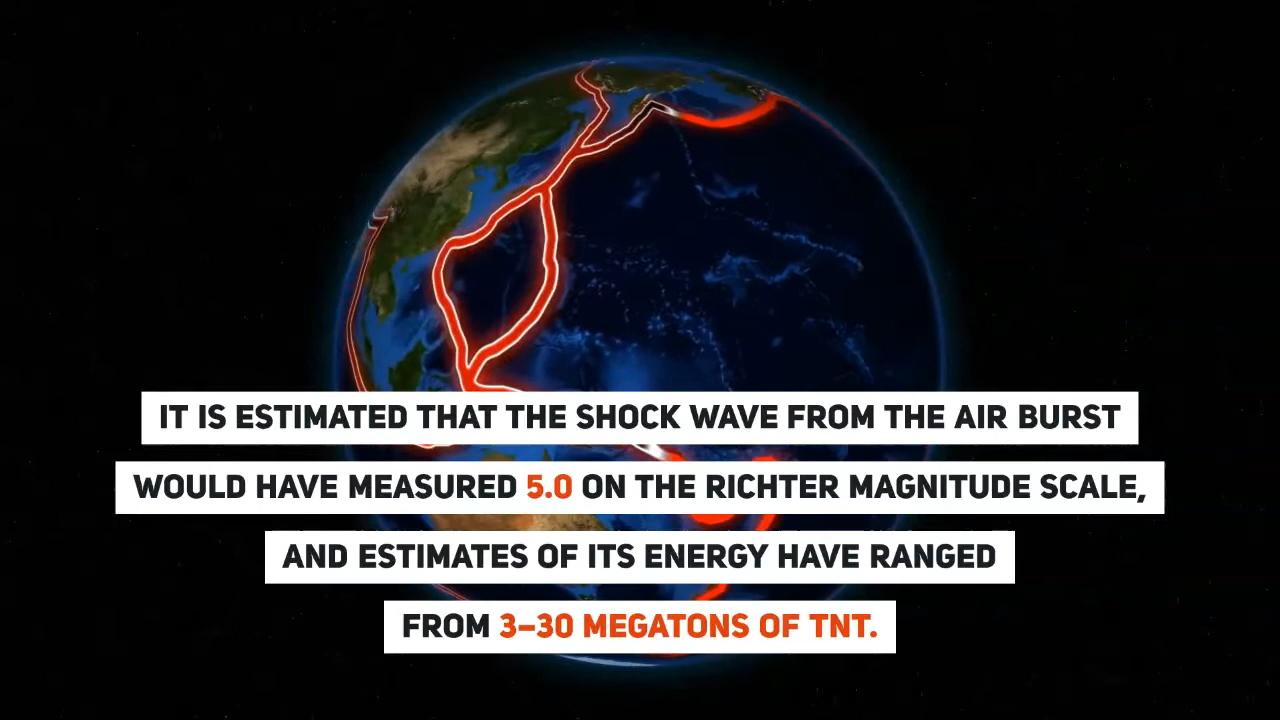 IT IS ESTIMATED THAT THE SHOCK WAVE FROM THE AIR BURST
WOULD HAVE MEASURED 5.0 ON THE RICHTER MAGNITUDE SCALE,
AND ESTIMATES OF ITS ENERGY HAVE RANGED
FROM 3–30 MEGATONS OF TNT.